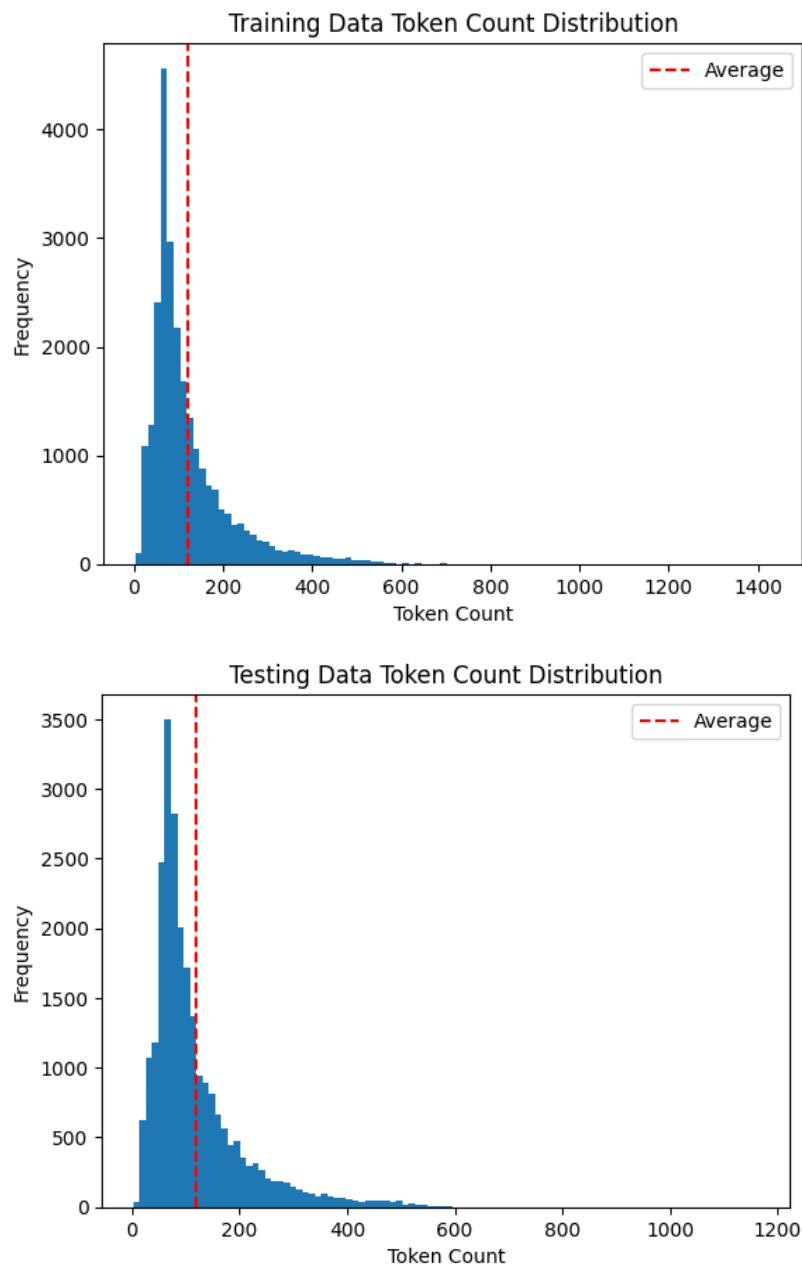 Training Data Token Count Distribution
Average
4000
3000
2000
1000
0
Frequency
0 200 400 600 800 1000 1200 1400
Token Count
Testing Data Token Count Distribution
Average
3500
3000
2500
2000
1500
1000
500
0
Frequency
0 200 400 600 800 1000 1200
Token Count